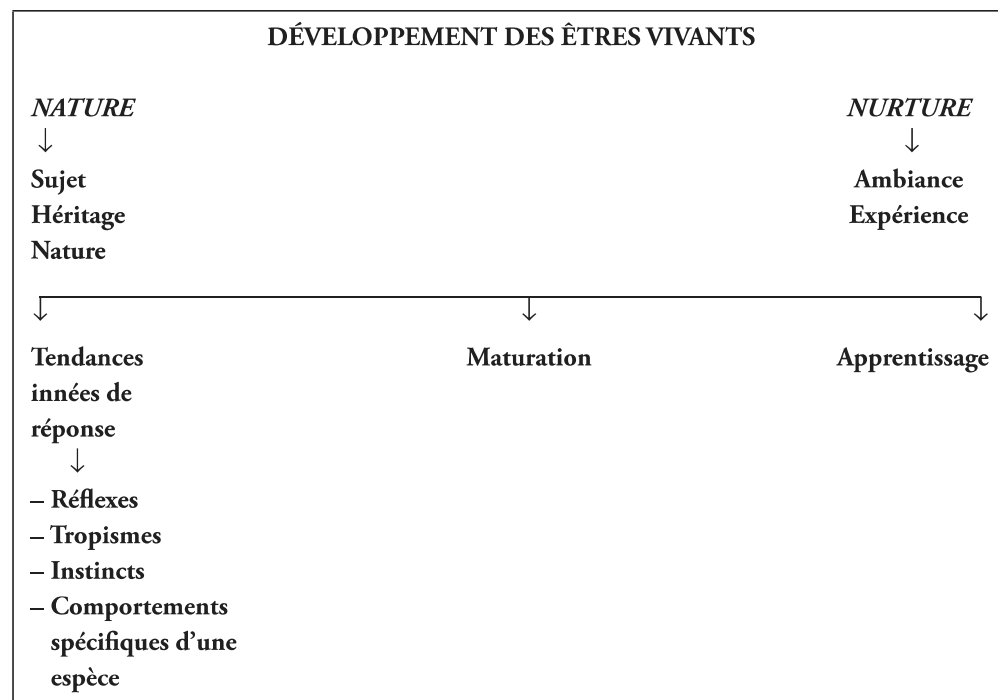 DÉVELOPPEMENT DES ÊTRES VIVANTS
NATURE
NURTURE
Sujet
Héritage
Nature
Ambiance
Expérience
Tendances
innées de
réponse
Maturation
Apprentissage
– Réflexes
– Tropismes
– Instincts
– Comportements
spécifiques d’une
espèce